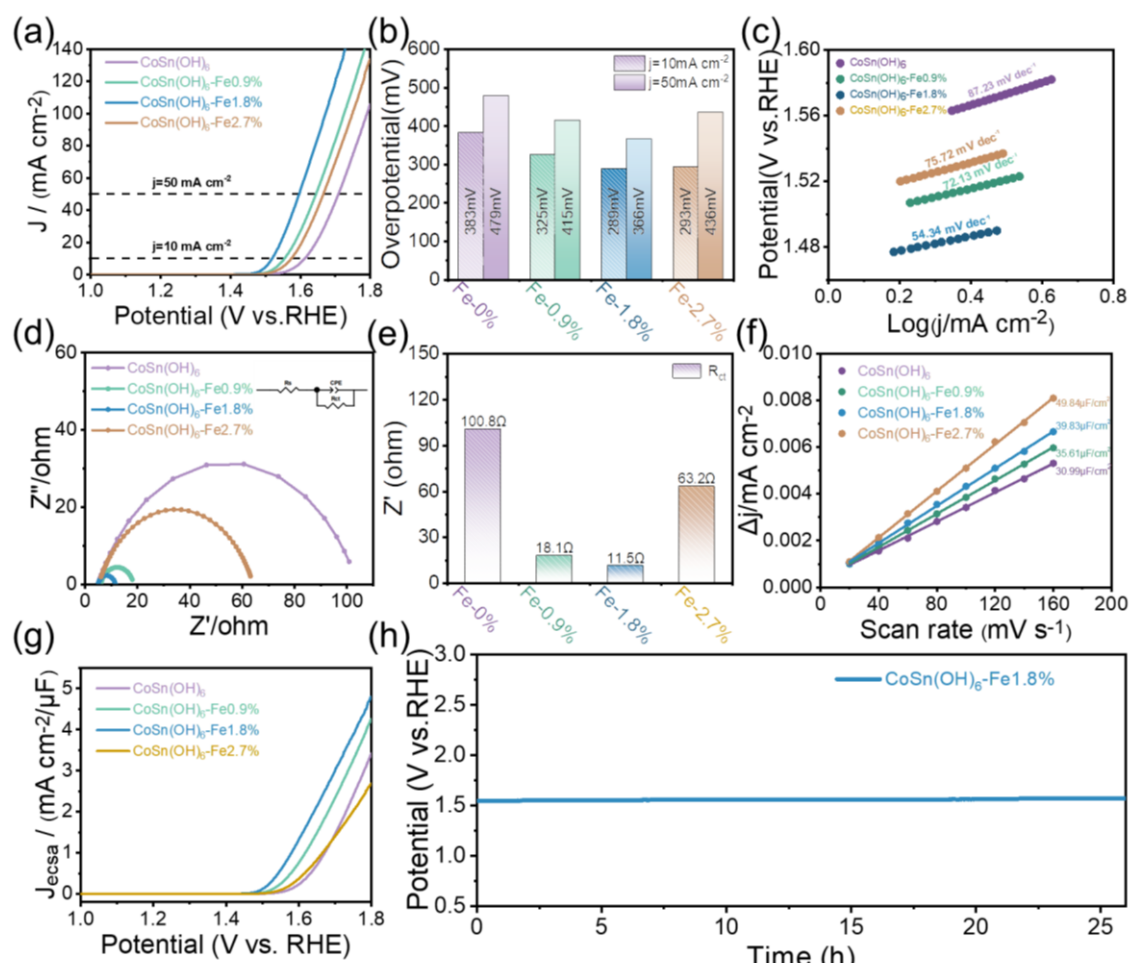 (a)
140
120
100
80
60
40
20
0
J / (mA cm-2)
CoSn(OH)6
CoSn(OH)6-Fe0.9%
CoSn(OH)6-Fe1.8%
CoSn(OH)6-Fe2.7%
j=50 mA cm-2
j=10 mA cm-2
1.0 1.2 1.4 1.6 1.8
Potential (V vs.RHE)
(b)
600
500
400
300
200
100
0
Overpotential(mV)
j=10mA cm-2
j=50mA cm-2
383mV
479mV
325mV
415mV
289mV
366mV
293mV
436mV
Fe-0%
Fe-0.9%
Fe-1.8%
Fe-2.7%
(c)
1.60
1.56
1.52
1.48
Potential(V vs.RHE)
CoSn(OH)6
CoSn(OH)6-Fe0.9%
CoSn(OH)6-Fe1.8%
CoSn(OH)6-Fe2.7%
87.23 mV dec-1
75.72 mV dec-1
72.13 mV dec-1
54.34 mV dec-1
0.0 0.2 0.4 0.6 0.8
Log(j/mA cm-2)
(d)
60
40
20
0
Z''/ohm
CoSn(OH)6
CoSn(OH)6-Fe0.9%
CoSn(OH)6-Fe1.8%
CoSn(OH)6-Fe2.7%
Rs
CPE
Rct
0 20 40 60 80 100
Z'/ohm
(e)
150
120
90
60
30
0
Z' (ohm)
Rct
100.8Ω
18.1Ω
11.5Ω
63.2Ω
Fe-0%
Fe-0.9%
Fe-1.8%
Fe-2.7%
(f)
0.010
0.008
0.006
0.004
0.002
0.000
Δj/mA cm-2
CoSn(OH)6
CoSn(OH)6-Fe0.9%
CoSn(OH)6-Fe1.8%
CoSn(OH)6-Fe2.7%
49.84μF/cm2
39.83μF/cm2
35.61μF/cm2
30.99μF/cm2
0 40 80 120 160 200
Scan rate (mV s-1)
(g)
5
4
3
2
1
0
Jecsa / (mA cm-2/μF)
CoSn(OH)6
CoSn(OH)6-Fe0.9%
CoSn(OH)6-Fe1.8%
CoSn(OH)6-Fe2.7%
1.0 1.2 1.4 1.6 1.8
Potential (V vs. RHE)
(h)
3.0
2.5
2.0
1.5
1.0
0.5
Potential (V vs.RHE)
CoSn(OH)6-Fe1.8%
0 5 10 15 20 25
Time (h)